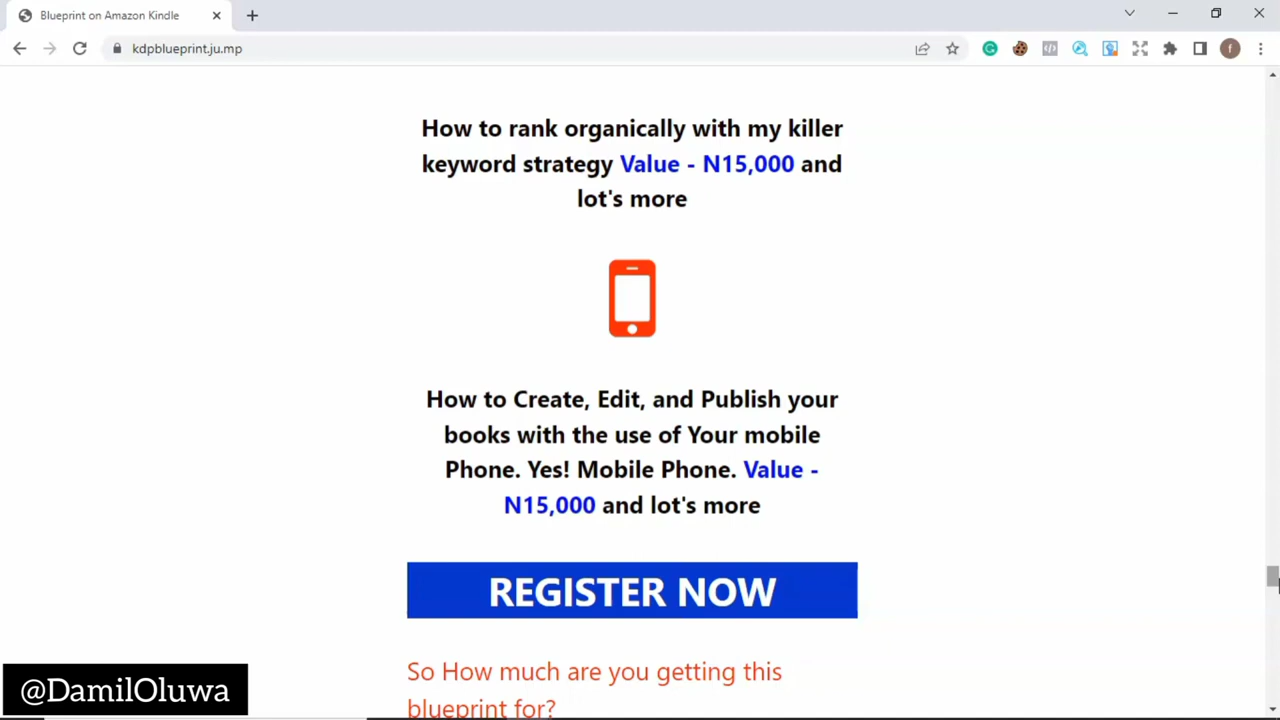 Blueprint on Amazon Kindle
kdpblueprint.ju.mp
f
How to rank organically with my killer
keyword strategy Value - N15,000 and
lot's more
How to Create, Edit, and Publish your
books with the use of Your mobile
Phone. Yes! Mobile Phone. Value -
N15,000 and lot's more
REGISTER NOW
So How much are you getting this
blueprint for?
@DamilOluwa